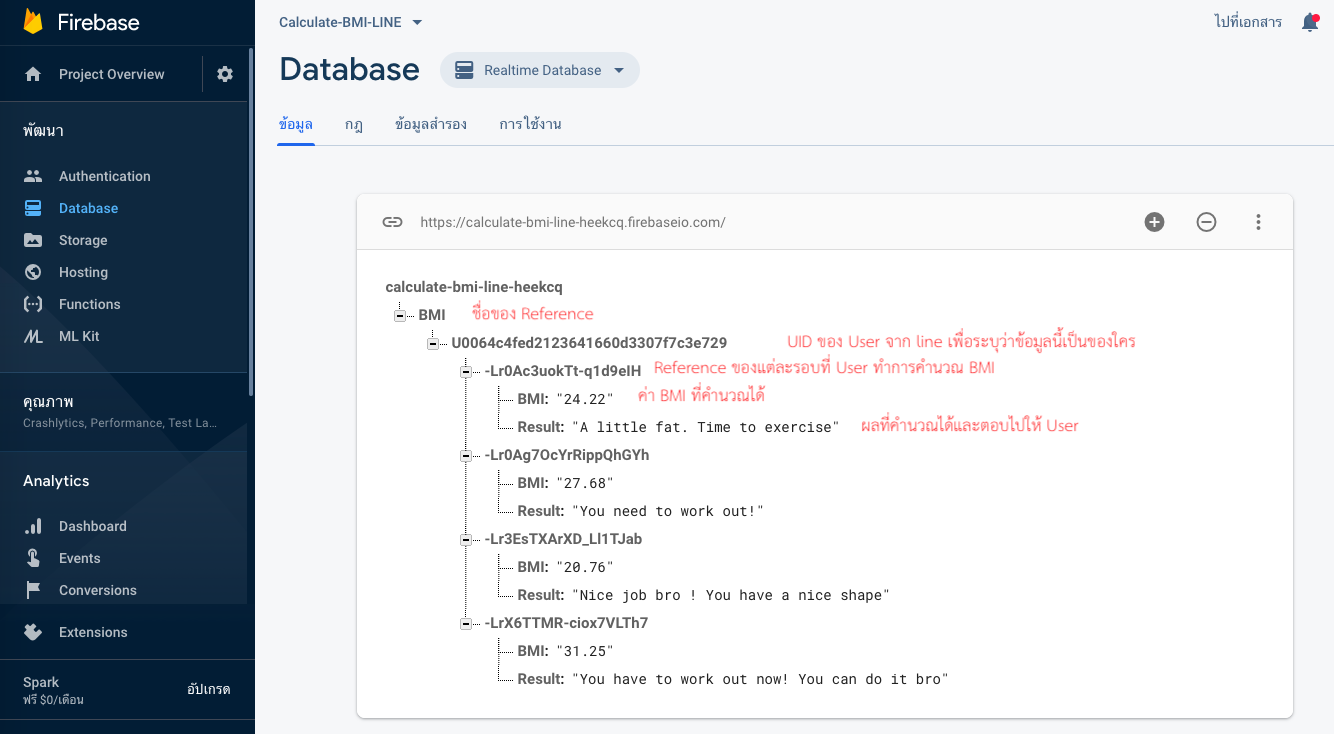 Firebase
Project Overview
พัฒนา
Authentication
Database
Storage
Hosting
Functions
ML Kit
คุณภาพ
Crashlytics, Performance, Test La...
Analytics
Dashboard
Events
Conversions
Extensions
Spark
ฟรี $0/เดือน
อัปเกรด
Calculate-BMI-LINE
ไปที่เอกสาร
Database
Realtime Database
ข้อมูล กฎ ข้อมูลสำรอง การใช้งาน
https://calculate-bmi-line-heekcq.firebaseio.com/
calculate-bmi-line-heekcq
BMI ชื่อของ Reference
U0064c4fed2123641660d3307f7c3e729 UID ของ User จาก line เพื่อระบุว่าข้อมูลนี้เป็นของใคร
-Lr0Ac3uokTt-q1d9eIH Reference ของแต่ละรอบที่ User ทำการคำนวณ BMI
BMI: "24.22" ค่า BMI ที่คำนวณได้
Result: "A little fat. Time to exercise" ผลที่คำนวณได้และตอบไปให้ User
-Lr0Ag7OcYrRippQhGYh
BMI: "27.68"
Result: "You need to work out!"
-Lr3EsTXArXD_Ll1TJab
BMI: "20.76"
Result: "Nice job bro ! You have a nice shape"
-LrX6TTMR-ciox7VLTh7
BMI: "31.25"
Result: "You have to work out now! You can do it bro"